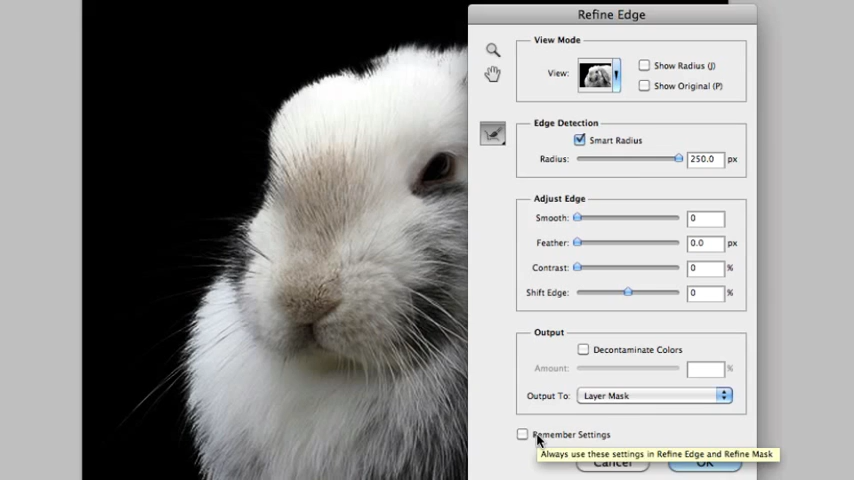 Refine Edge
View Mode
View:
Show Radius (J)
Show Original (P)
Edge Detection
Smart Radius
Radius: 250.0 px
Adjust Edge
Smooth: 0
Feather: 0.0 px
Contrast: 0 %
Shift Edge: 0 %
Output
Decontaminate Colors
Amount: %
Output To: Layer Mask
Remember Settings
Always use these settings in Refine Edge and Refine Mask
Cancel OK